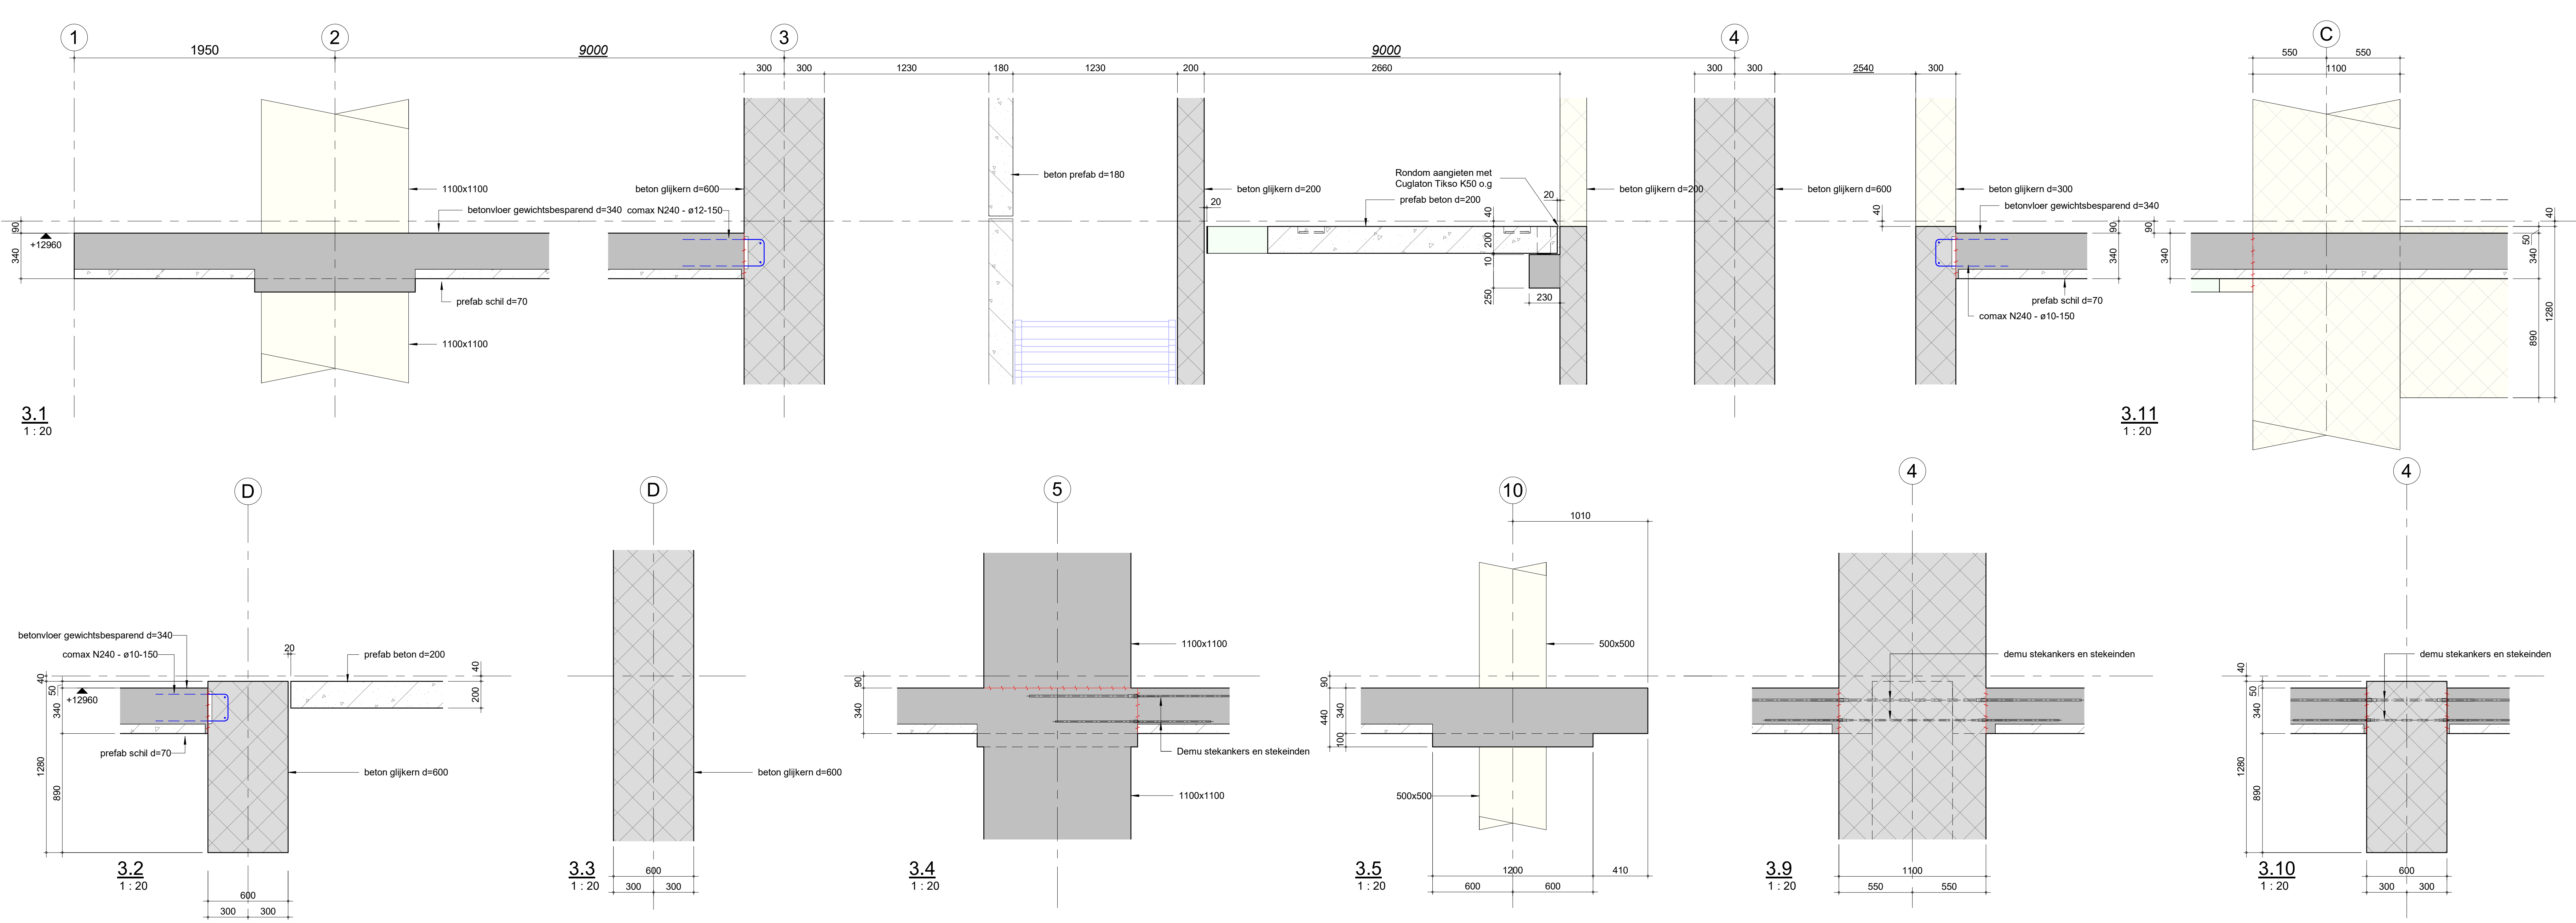 1
2
3
4
C
1950
9000
9000
550
550
1100
300
300
1230
180
1230
200
2660
300
300
2540
300
1100x1100
betonvloer gewichtsbesparend d=340
beton glijkern d=600
comax N240 - ø12-150
beton prefab d=180
beton glijkern d=200
Rondom aangieten met
Cuglaton Tikso K50 o.g
prefab beton d=200
20
20
40
200
10
250
230
beton glijkern d=200
beton glijkern d=600
beton glijkern d=300
betonvloer gewichtsbesparend d=340
40
90
340
prefab schil d=70
comax N240 - ø10-150
90
340
+12960
prefab schil d=70
1100x1100
90
340
40
50
340
890
1280
3.1
1 : 20
3.11
1 : 20
D
D
5
10
4
4
betonvloer gewichtsbesparend d=340
comax N240 - ø10-150
+12960
prefab schil d=70
40
50
340
890
1280
20
prefab beton d=200
40
200
beton glijkern d=600
3.2
1 : 20
600
300
300
beton glijkern d=600
3.3
1 : 20
600
300
300
1100x1100
90
340
Demu stekankers en stekeinden
1100x1100
3.4
1 : 20
1010
500x500
90
340
440
100
500x500
3.5
1 : 20
1200
410
600
600
demu stekankers en stekeinden
3.9
1 : 20
1100
550
550
demu stekankers en stekeinden
40
50
340
890
1280
3.10
1 : 20
600
300
300